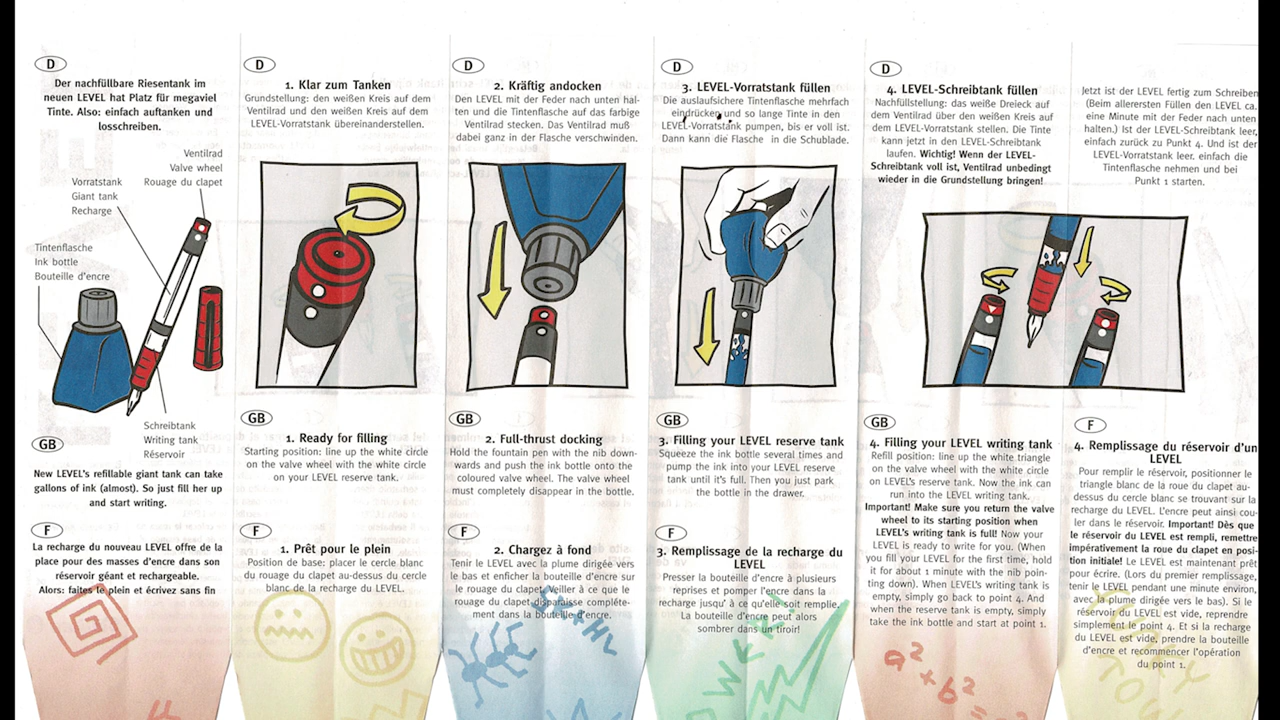 D
Der nachfüllbare Riesentank im
neuen LEVEL hat Platz für megaviel
Tinte. Also: einfach auftanken und
losschreiben.
Ventilrad
Valve wheel
Rouage du clapet
Vorratstank
Giant tank
Recharge
Tintenflasche
Ink bottle
Bouteille d'encre
Schreibtank
Writing tank
Réservoir
GB
New LEVEL's refillable giant tank can take
gallons of ink (almost). So just fill her up
and start writing.
F
La recharge du nouveau LEVEL offre de la
place pour des masses d'encre dans son
réservoir géant et rechargeable.
Alors: faites le plein et écrivez sans fin
D
1. Klar zum Tanken
Grundstellung: den weißen Kreis auf dem
Ventilrad und den weißen Kreis auf dem
LEVEL-Vorratstank übereinanderstellen.
GB
1. Ready for filling
Starting position: line up the white circle
on the valve wheel with the white circle
on your LEVEL reserve tank.
F
1. Prêt pour le plein
Position de base: placer le cercle blanc
du rouage du clapet au-dessus du cercle
blanc de la recharge du LEVEL.
D
2. Kräftig andocken
Den LEVEL mit der Feder nach unten hal-
ten und die Tintenflasche auf das farbige
Ventilrad stecken. Das Ventilrad muß
dabei ganz in der Flasche verschwinden.
GB
2. Full-thrust docking
Hold the fountain pen with the nib down-
wards and push the ink bottle onto the
coloured valve wheel. The valve wheel
must completely disappear in the bottle.
F
2. Chargez à fond
Tenir le LEVEL avec la plume dirigée vers
le bas et enficher la bouteille d'encre sur
le rouage du clapet. Veiller à ce que le
rouage du clapet disparaisse compléte-
ment dans la bouteille d'encre.
D
3. LEVEL-Vorratstank füllen
Die auslaufsichere Tintenflasche mehrfach
eindrücken und so lange Tinte in den
LEVEL-Vorratstank pumpen, bis er voll ist.
Dann kann die Flasche in die Schublade.
GB
3. Filling your LEVEL reserve tank
Squeeze the ink bottle several times and
pump the ink into your LEVEL reserve
tank until it's full. Then you just park
the bottle in the drawer.
F
3. Remplissage de la recharge du
LEVEL
Presser la bouteille d'encre à plusieurs
reprises et pomper l'encre dans la
recharge jusqu' à ce qu'elle soit remplie.
La bouteille d'encre peut alors
sombrer dans un tiroir!
D
4. LEVEL-Schreibtank füllen
Nachfüllstellung: das weiße Dreieck auf
dem Ventilrad über den weißen Kreis auf
dem LEVEL-Vorratstank stellen. Die Tinte
kann jetzt in den LEVEL-Schreibtank
laufen. Wichtig! Wenn der LEVEL-
Schreibtank voll ist, Ventilrad unbedingt
wieder in die Grundstellung bringen!
Jetzt ist der LEVEL fertig zum Schreiben
(Beim allerersten Füllen den LEVEL ca.
eine Minute mit der Feder nach unten
halten.) Ist der LEVEL-Schreibtank leer,
einfach zurück zu Punkt 4. Und ist der
LEVEL-Vorratstank leer, einfach die
Tintenflasche nehmen und bei
Punkt 1 starten.
GB
4. Filling your LEVEL writing tank
Refill position: line up the white triangle
on the valve wheel with the white circle
on LEVEL's reserve tank. Now the ink can
run into the LEVEL writing tank.
Important! Make sure you return the valve
wheel to its starting position when
LEVEL's writing tank is full! Now your
LEVEL is ready to write for you. (When
you fill your LEVEL for the first time, hold
it for about 1 minute with the nib poin-
ting down). When LEVEL's writing tank is
empty, simply go back to point 4. And
when the reserve tank is empty, simply
take the ink bottle and start at point 1.
F
4. Remplissage du réservoir d'un
LEVEL
Pour remplir le réservoir, positionner le
triangle blanc de la roue du clapet au-
dessus du cercle blanc se trouvant sur la
recharge du LEVEL. L'encre peut ainsi cou-
ler dans le réservoir. Important! Dès que
le réservoir du LEVEL est rempli, remettre
impérativement la roue du clapet en posi-
tion initiale! Le LEVEL est maintenant prêt
pour écrire. (Lors du premier remplissage,
tenir le LEVEL pendant une minute environ,
avec la plume dirigée vers le bas). Si le
réservoir du LEVEL est vide, reprendre
simplement le point 4. Et si la recharge
du LEVEL est vide, prendre la bouteille
d'encre et recommencer l'opération
du point 1.
a² + b²